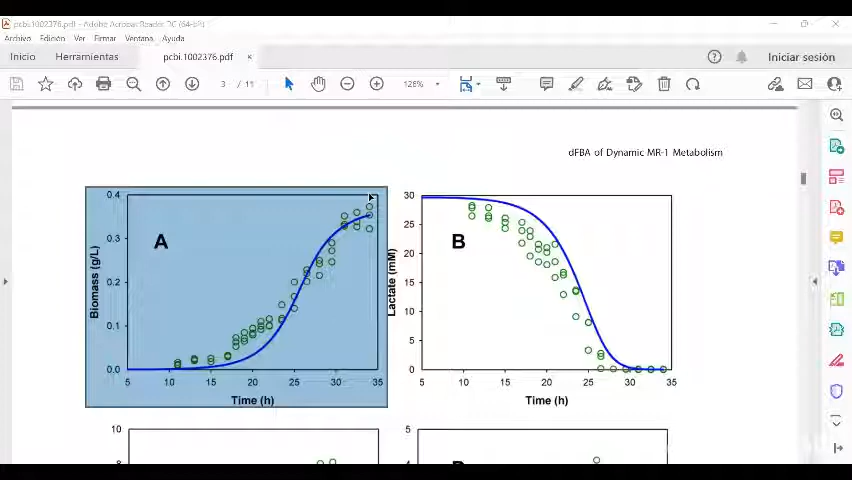 pcbi.1002376.pdf - Adobe Acrobat Reader DC (64-bit)
Archivo Edición Ver Firmar Ventana Ayuda
Inicio Herramientas pcbi.1002376.pdf × Iniciar sesión
3 / 11 126%
dFBA of Dynamic MR-1 Metabolism
A
Biomass (g/L)
0.4
0.3
0.2
0.1
0.0
5 10 15 20 25 30 35
Time (h)
B
Lactate (mM)
30
25
20
15
10
5
0
5 10 15 20 25 30 35
Time (h)
10
5